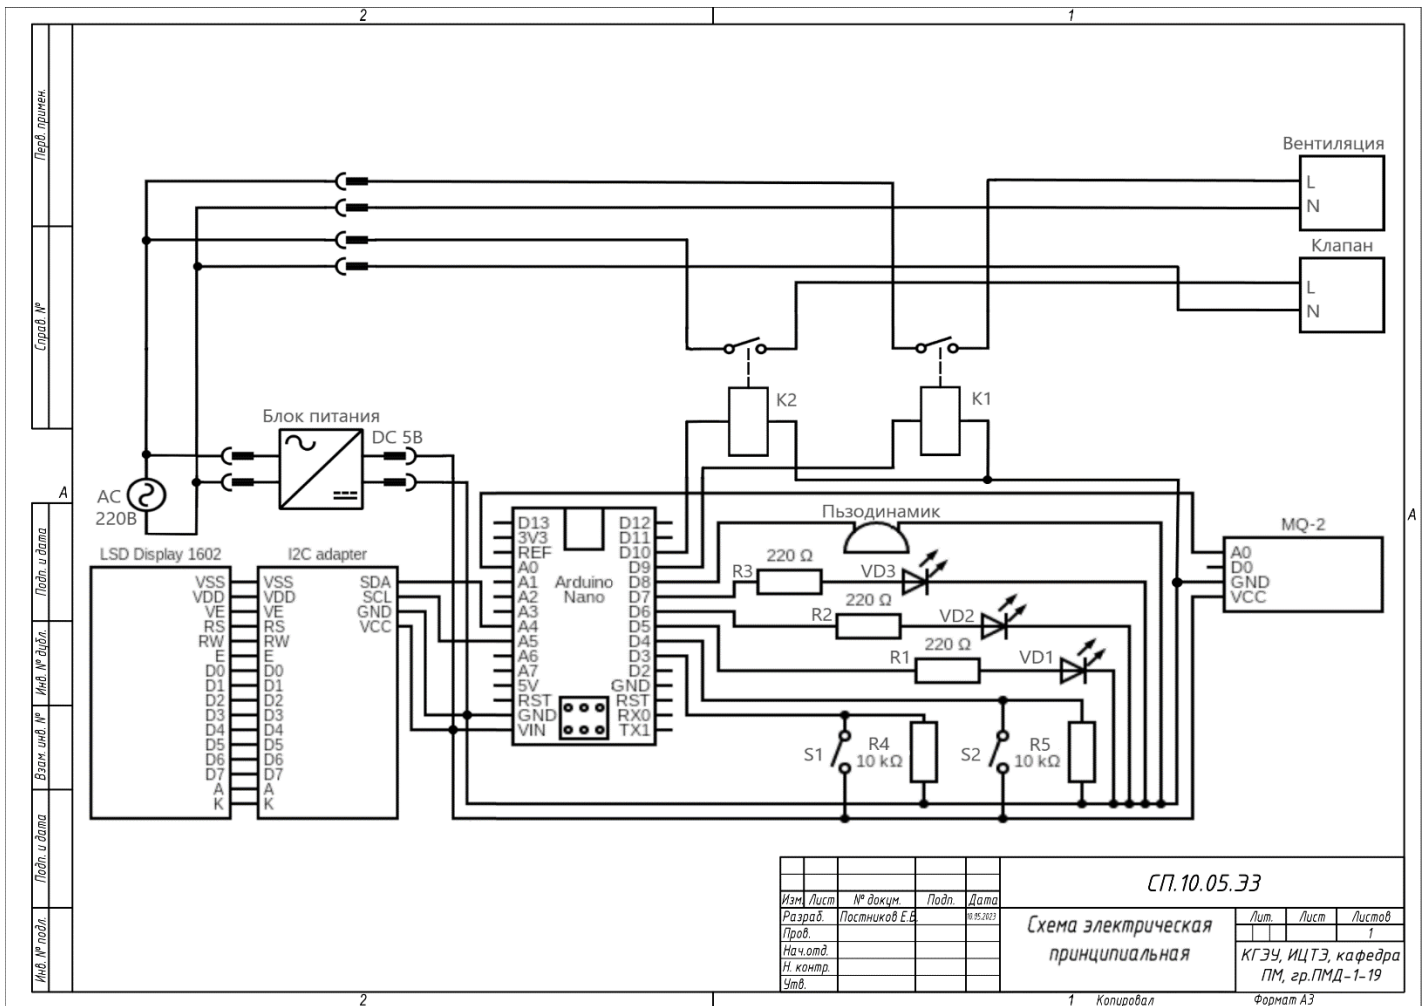 2
1
Перв. примен.
Справ. №
Вентиляция
L
N
Клапан
L
N
K2
K1
Блок питания
DC 5В
AC
220В
A
A
LSD Display 1602
VSS
VDD
VE
RS
RW
E
D0
D1
D2
D3
D4
D5
D6
D7
A
K
I2C adapter
VSS
VDD
VE
RS
RW
E
D0
D1
D2
D3
D4
D5
D6
D7
A
K
SDA
SCL
GND
VCC
D13
3V3
REF
A0
A1
A2
A3
A4
A5
A6
A7
5V
RST
GND
VIN
Arduino
Nano
D12
D11
D10
D9
D8
D7
D6
D5
D4
D3
D2
GND
RST
RX0
TX1
Пьзодинамик
220 Ω
R3
VD3
220 Ω
R2
VD2
220 Ω
R1
VD1
MQ-2
A0
D0
GND
VCC
S1
R4
10 kΩ
S2
R5
10 kΩ
Подп. и дата
Инв. № дубл.
Взам. инв. №
Подп. и дата
Инв. № подл.
СП.10.05.ЭЗ
Изм. Лист № докум. Подп. Дата
Разраб. Постников Е.В. 10.15.2023
Пров.
Нач.отд.
Н. контр.
Утв.
Схема электрическая
принципиальная
Лит. Лист Листов
1
КГЭУ, ИЦТЭ, кафедра
ПМ, гр.ПМД-1-19
2
1
Копировал
Формат А3